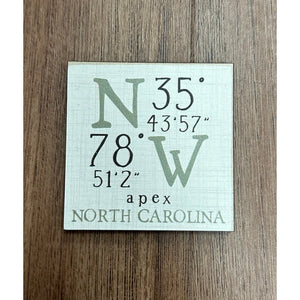 N 35°
43'57"
78° W
51'2"
apex
NORTH CAROLINA